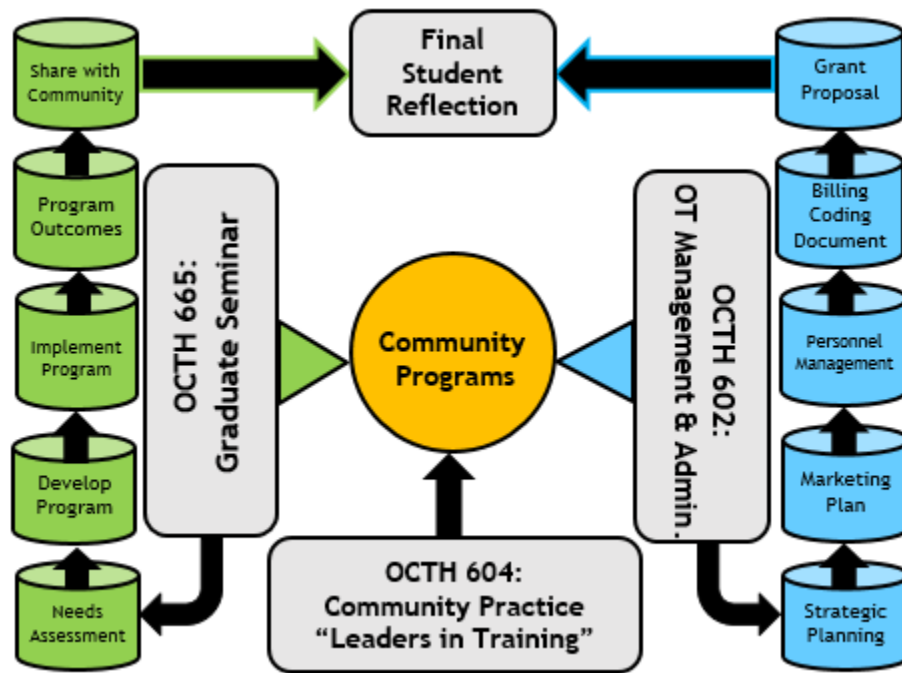 Share with
Community
Final
Student
Reflection
Grant
Proposal
Program
Outcomes
OCTH 665:
Graduate Seminar
OCTH 602:
OT Management & Admin.
Billing
Coding
Document
Implement
Program
Community
Programs
Personnel
Management
Develop
Program
Marketing
Plan
Needs
Assessment
OCTH 604:
Community Practice
“Leaders in Training”
Strategic
Planning